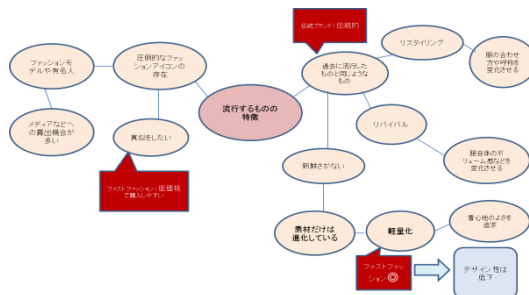 伝統ブランド：伝統的
ファッションモ
デルや有名人
圧倒的なファッ
ションアイコンの
存在
過去に流行した
ものと同じような
もの
リスタイリング
服の合わせ
方や呼称を
変化させる
流行するものの
特徴
メディアなどへ
の露出機会が
多い
真似をしたい
リバイバル
服自体のボ
リューム感などを
変化させる
新鮮さがない
ファストファッション：低価格
で購入しやすい
素材だけは
進化している
軽量化
着心地のよさを
追求
ファストファッ
ション◎
デザイン性は
低下